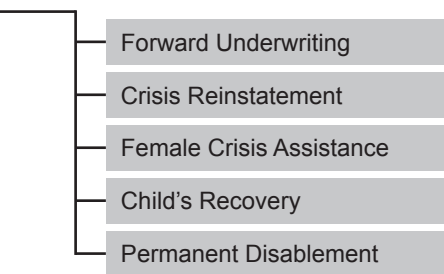 Forward Underwriting
Crisis Reinstatement
Female Crisis Assistance
Child’s Recovery
Permanent Disablement